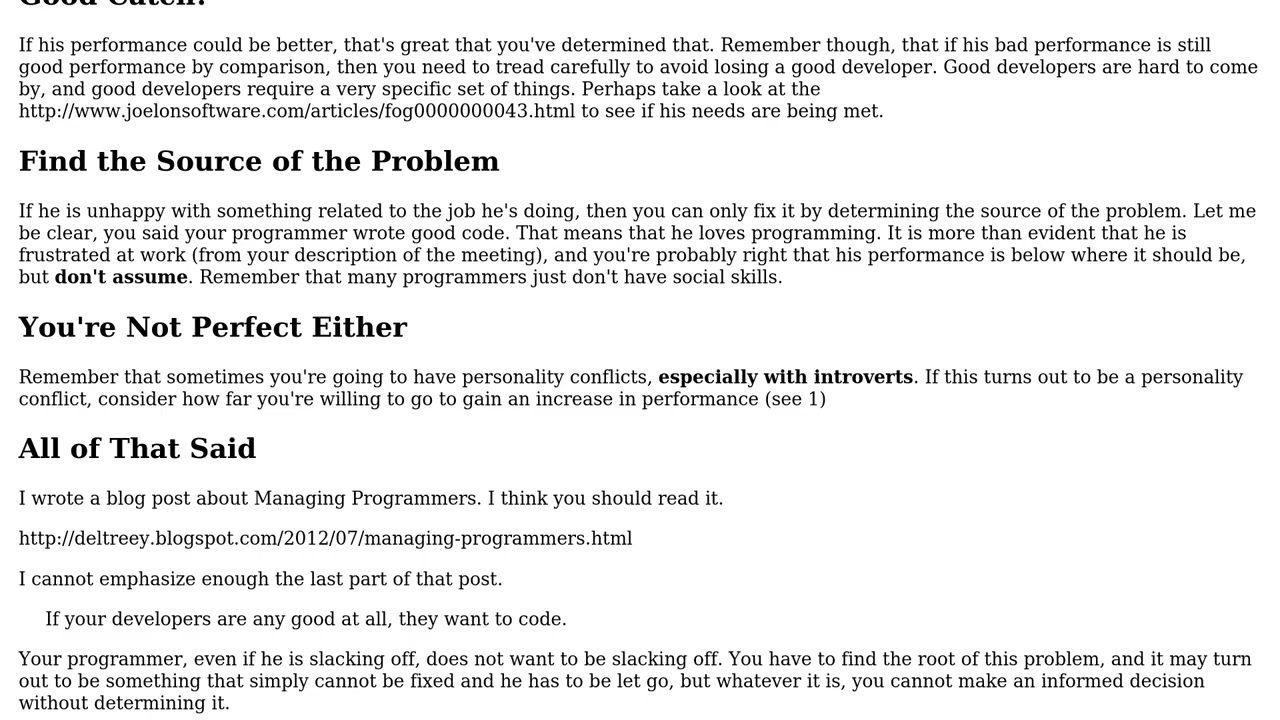 Good Catch!
If his performance could be better, that's great that you've determined that. Remember though, that if his bad performance is still
good performance by comparison, then you need to tread carefully to avoid losing a good developer. Good developers are hard to come
by, and good developers require a very specific set of things. Perhaps take a look at the
http://www.joelonsoftware.com/articles/fog0000000043.html to see if his needs are being met.
Find the Source of the Problem
If he is unhappy with something related to the job he's doing, then you can only fix it by determining the source of the problem. Let me
be clear, you said your programmer wrote good code. That means that he loves programming. It is more than evident that he is
frustrated at work (from your description of the meeting), and you're probably right that his performance is below where it should be,
but don't assume. Remember that many programmers just don't have social skills.
You're Not Perfect Either
Remember that sometimes you're going to have personality conflicts, especially with introverts. If this turns out to be a personality
conflict, consider how far you're willing to go to gain an increase in performance (see 1)
All of That Said
I wrote a blog post about Managing Programmers. I think you should read it.
http://deltreey.blogspot.com/2012/07/managing-programmers.html
I cannot emphasize enough the last part of that post.
If your developers are any good at all, they want to code.
Your programmer, even if he is slacking off, does not want to be slacking off. You have to find the root of this problem, and it may turn
out to be something that simply cannot be fixed and he has to be let go, but whatever it is, you cannot make an informed decision
without determining it.